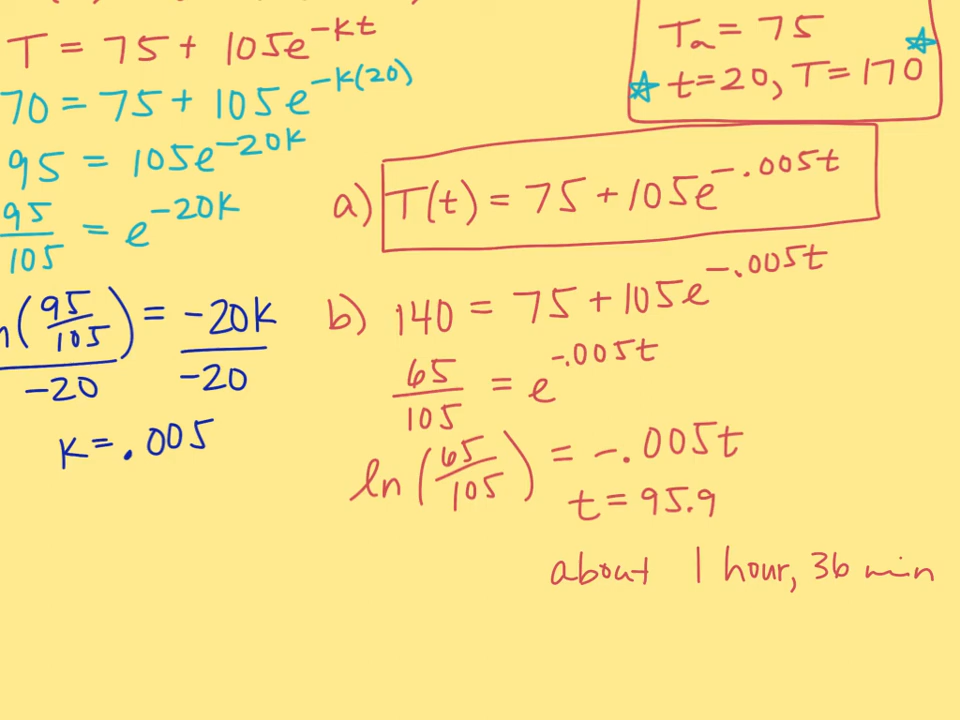 T = 75 + 105e^{-kt}
70 = 75 + 105e^{-k(20)}
95 = 105e^{-20k}
95/105 = e^{-20k}
n(95/105)/-20 = -20k/-20
k = .005
Tₐ = 75
☆ t = 20, T = 170 ☆
a) T(t) = 75 + 105e^{-.005t}
b) 140 = 75 + 105e^{-.005t}
65/105 = e^{-.005t}
ln(65/105) = -.005t
t = 95.9
about 1 hour, 36 min